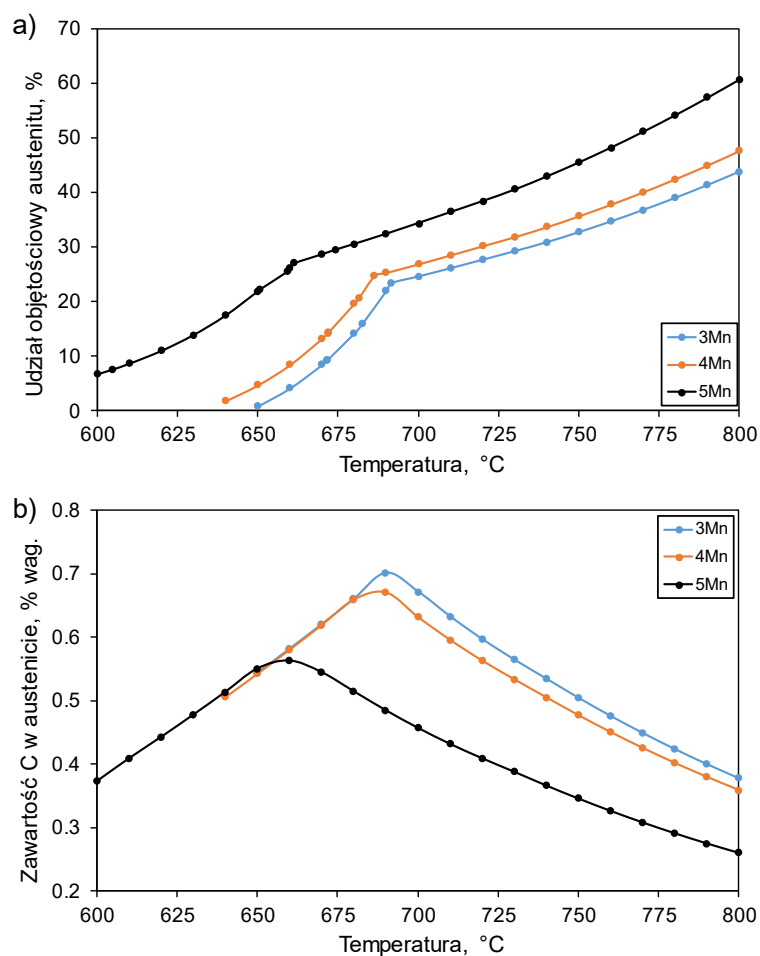 a)
Udział objętościowy austenitu, %
70
60
50
40
30
20
10
0
600 625 650 675 700 725 750 775 800
Temperatura, °C
3Mn
4Mn
5Mn
b)
Zawartość C w austenicie, % wag.
0.8
0.7
0.6
0.5
0.4
0.3
0.2
600 625 650 675 700 725 750 775 800
Temperatura, °C
3Mn
4Mn
5Mn